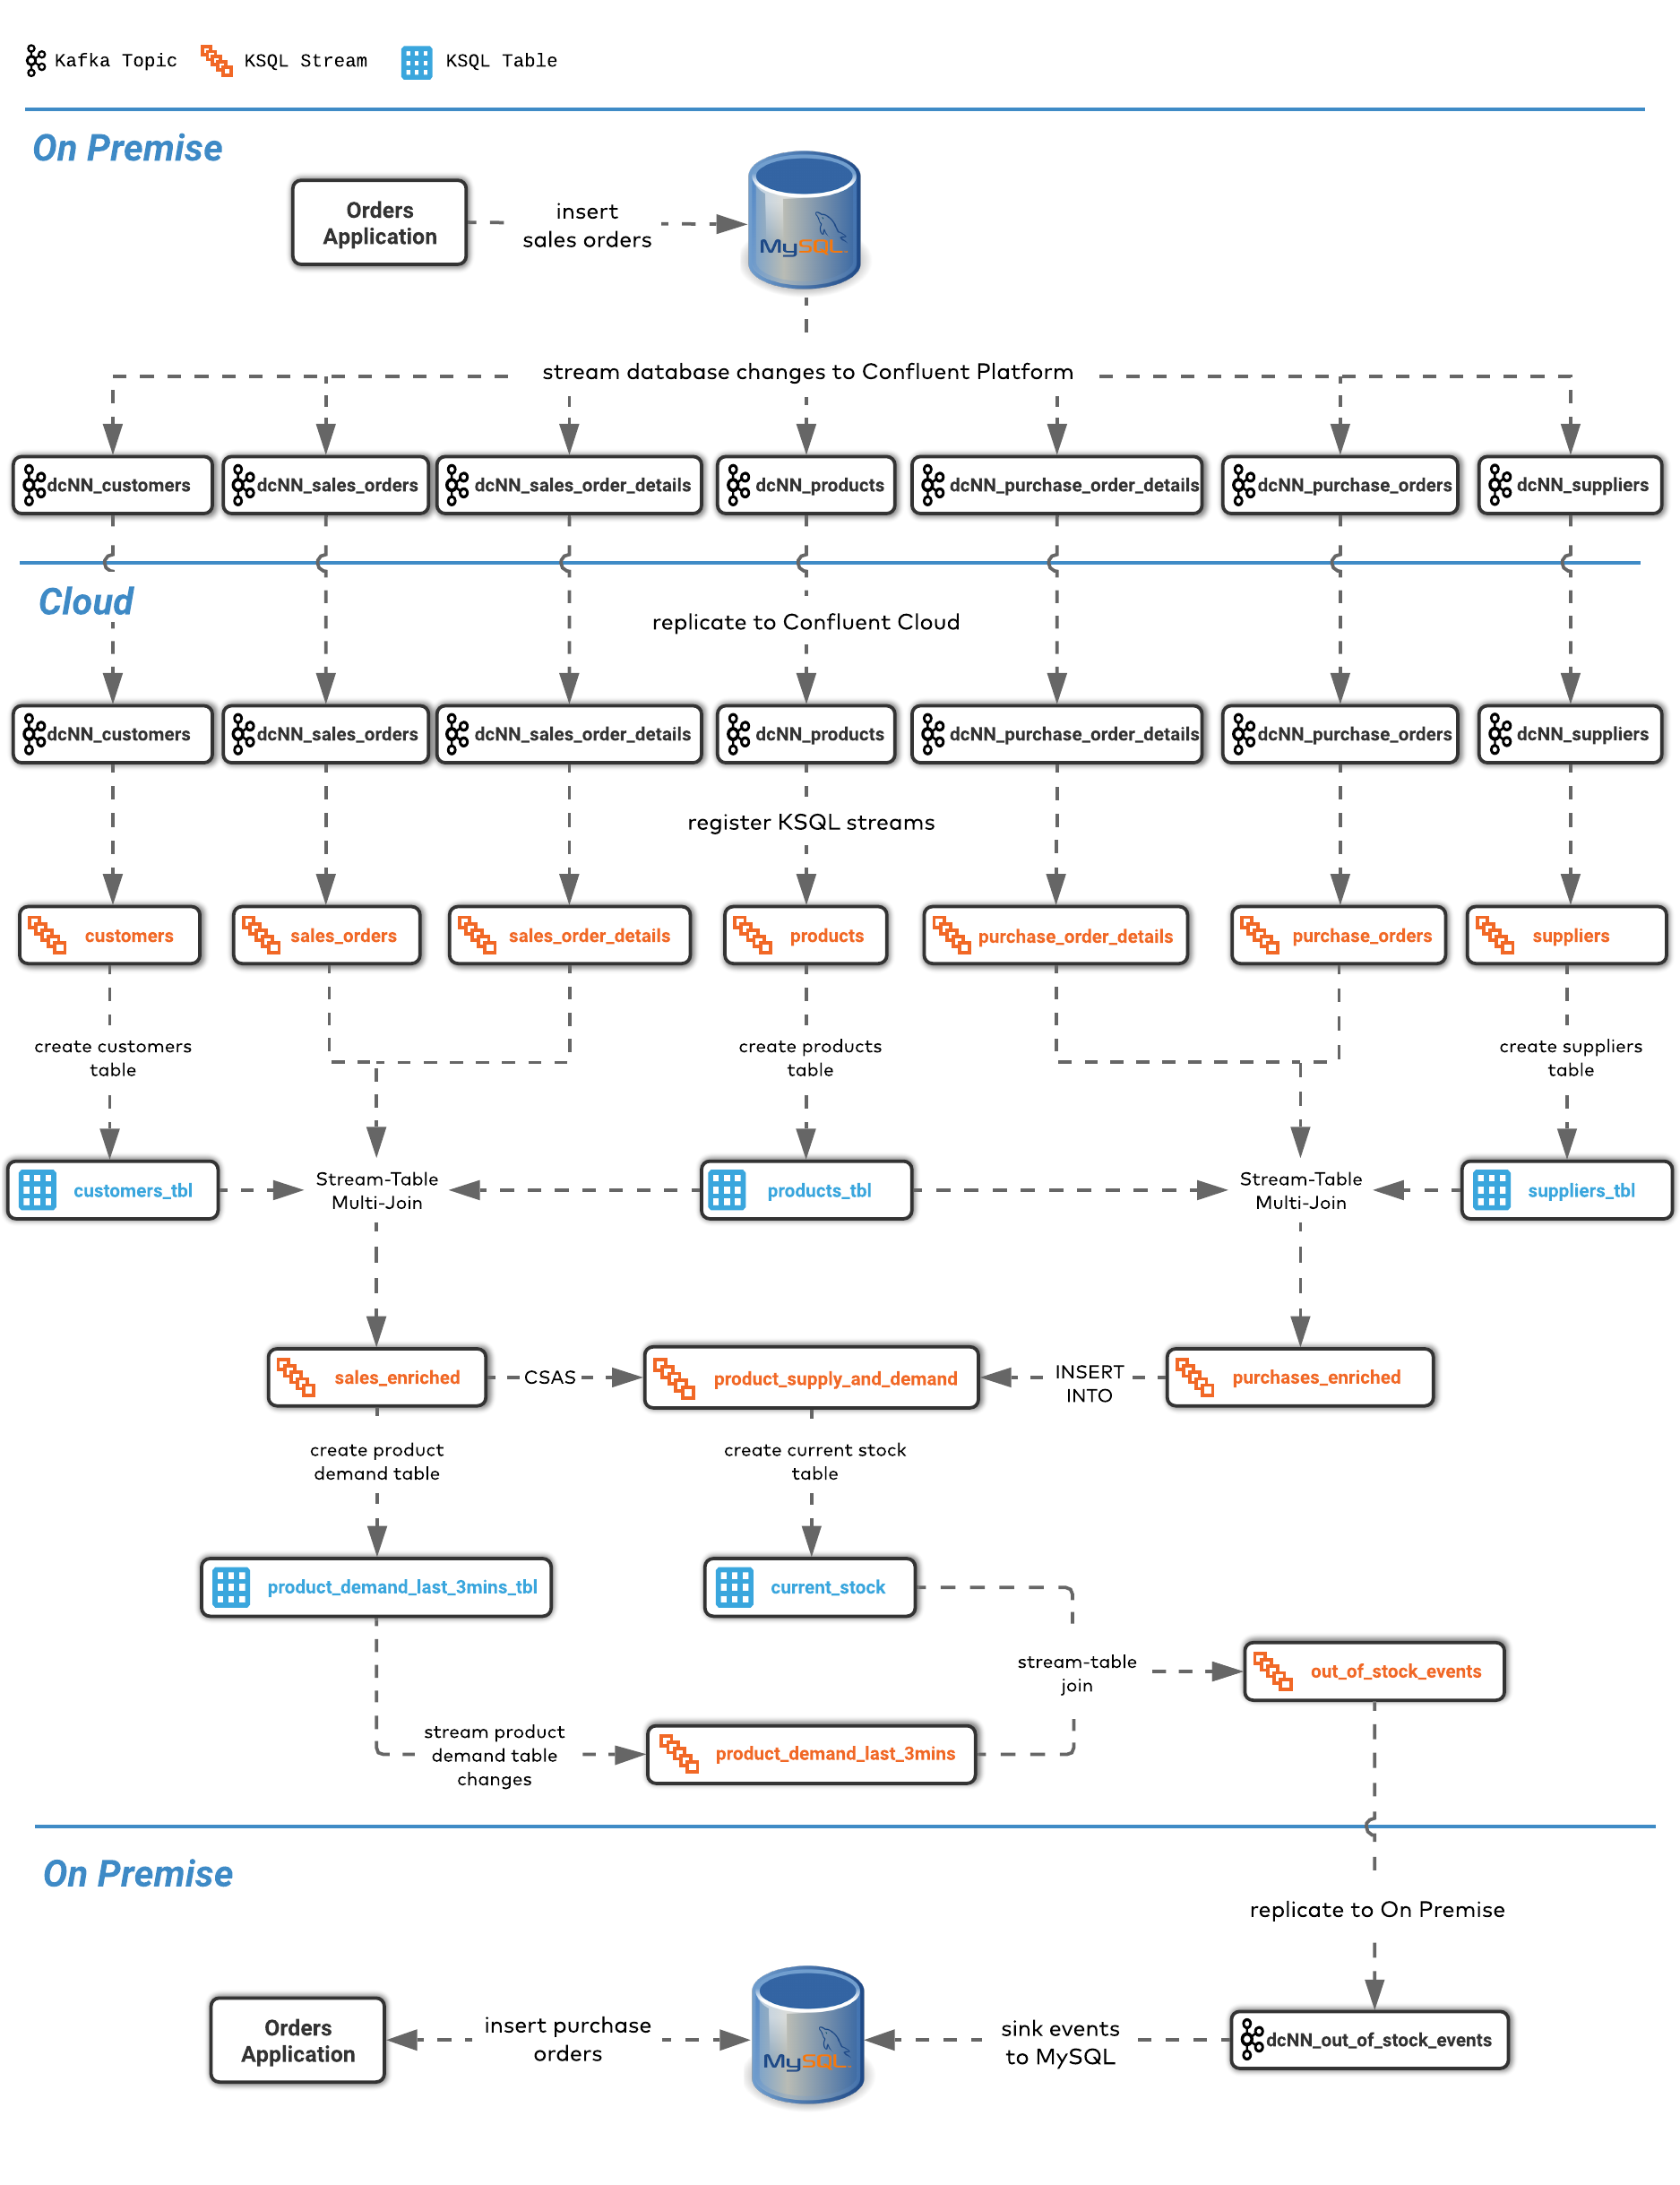 Kafka Topic KSQL Stream KSQL Table
On Premise
Orders
Application
insert
sales orders
MySQL
stream database changes to Confluent Platform
dcNN_customers dcNN_sales_orders dcNN_sales_order_details dcNN_products dcNN_purchase_order_details dcNN_purchase_orders dcNN_suppliers
Cloud
replicate to Confluent Cloud
dcNN_customers dcNN_sales_orders dcNN_sales_order_details dcNN_products dcNN_purchase_order_details dcNN_purchase_orders dcNN_suppliers
register KSQL streams
customers sales_orders sales_order_details products purchase_order_details purchase_orders suppliers
create customers
table
create products
table
create suppliers
table
customers_tbl
Stream-Table
Multi-Join
products_tbl
Stream-Table
Multi-Join
suppliers_tbl
sales_enriched
CSAS
product_supply_and_demand
INSERT
INTO
purchases_enriched
create product
demand table
create current stock
table
product_demand_last_3mins_tbl
current_stock
stream-table
join
out_of_stock_events
stream product
demand table
changes
product_demand_last_3mins
On Premise
replicate to On Premise
Orders
Application
insert purchase
orders
MySQL
sink events
to MySQL
dcNN_out_of_stock_events